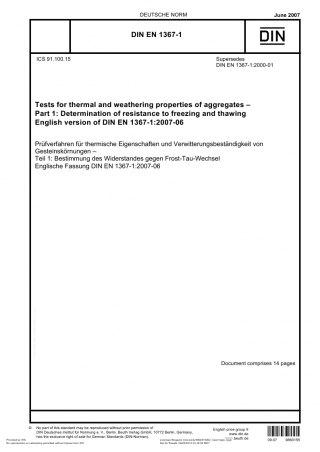 DEUTSCHE NORM
June 2007
DIN EN 1367-1
DIN
ICS 91.100.15
Supersedes
DIN EN 1367-1:2000-01
Tests for thermal and weathering properties of aggregates –
Part 1: Determination of resistance to freezing and thawing
English version of DIN EN 1367-1:2007-06
Prüfverfahren für thermische Eigenschaften und Verwitterungsbeständigkeit von
Gesteinskörnungen –
Teil 1: Bestimmung des Widerstandes gegen Frost-Tau-Wechsel
Englische Fassung DIN EN 1367-1:2007-06
Document comprises 14 pages
© No part of this standard may be reproduced without prior permission of
DIN Deutsches Institut für Normung e. V., Berlin. Beuth Verlag GmbH, 10772 Berlin, Germany,
has the exclusive right of sale for German Standards (DIN-Normen).
English price group 9
www.din.de
www.beuth.de
09.07